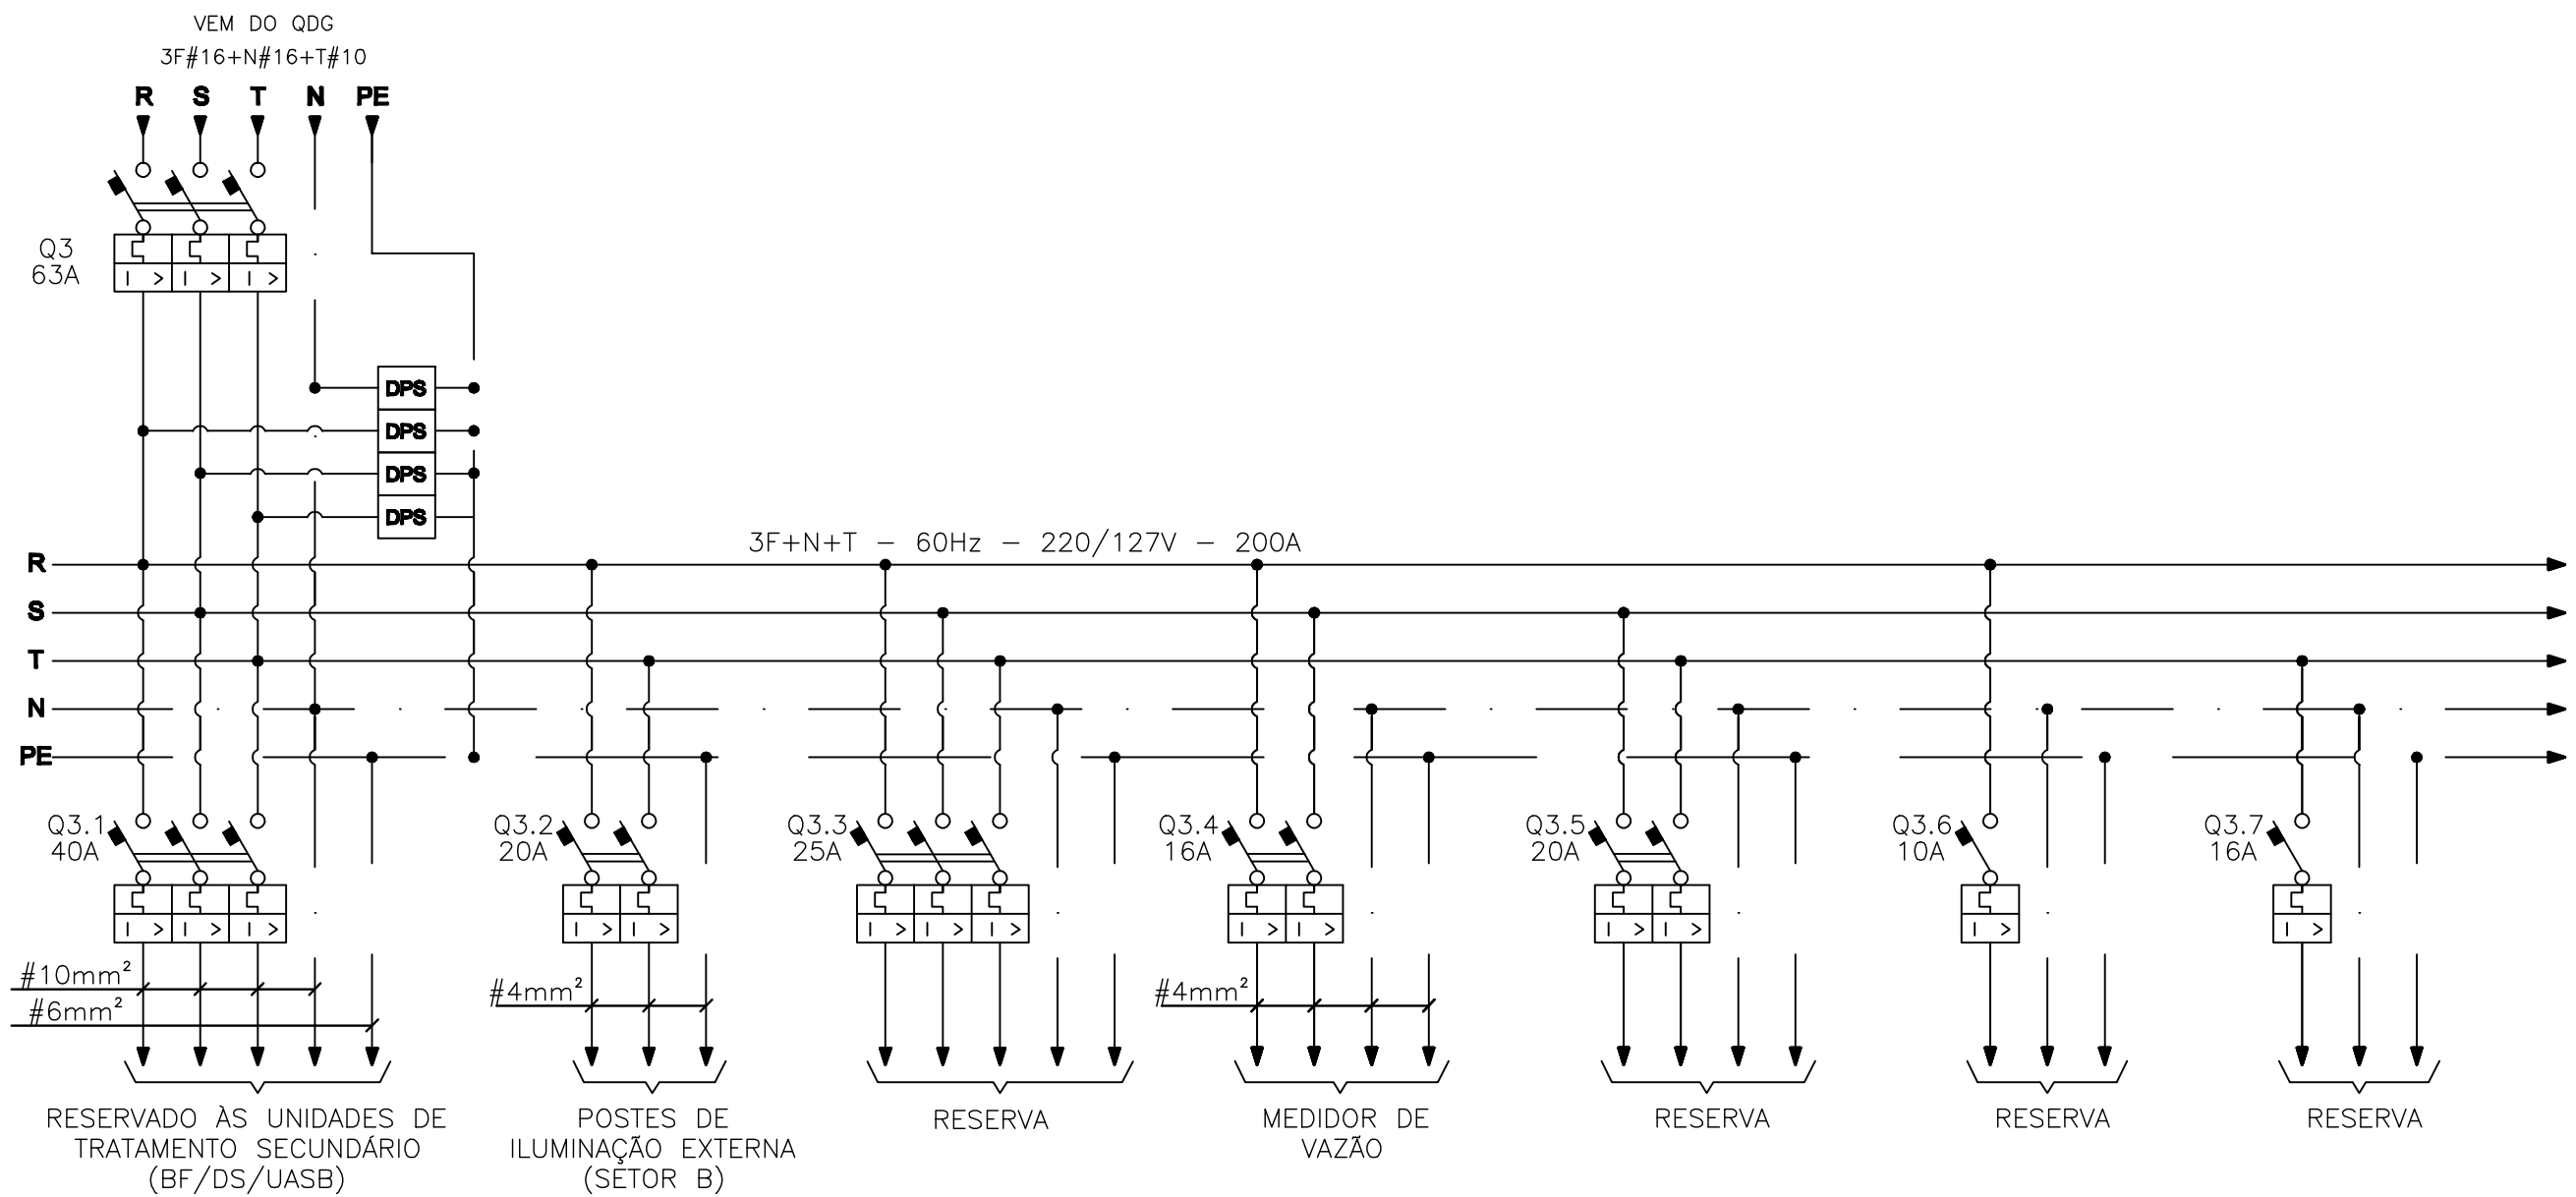 VEM DO QDG
3F#16+N#16+T#10
R S T N PE
Q3
63A
I > I > I >
DPS
DPS
DPS
DPS
3F+N+T - 60Hz - 220/127V - 200A
R
S
T
N
PE
Q3.1
40A
I > I > I >
#10mm²
#6mm²
RESERVADO ÀS UNIDADES DE
TRATAMENTO SECUNDÁRIO
(BF/DS/UASB)
Q3.2
20A
I > I >
#4mm²
POSTES DE
ILUMINAÇÃO EXTERNA
(SETOR B)
Q3.3
25A
I > I > I >
RESERVA
Q3.4
16A
I > I >
#4mm²
MEDIDOR DE
VAZÃO
Q3.5
20A
I > I >
RESERVA
Q3.6
10A
I >
RESERVA
Q3.7
16A
I >
RESERVA